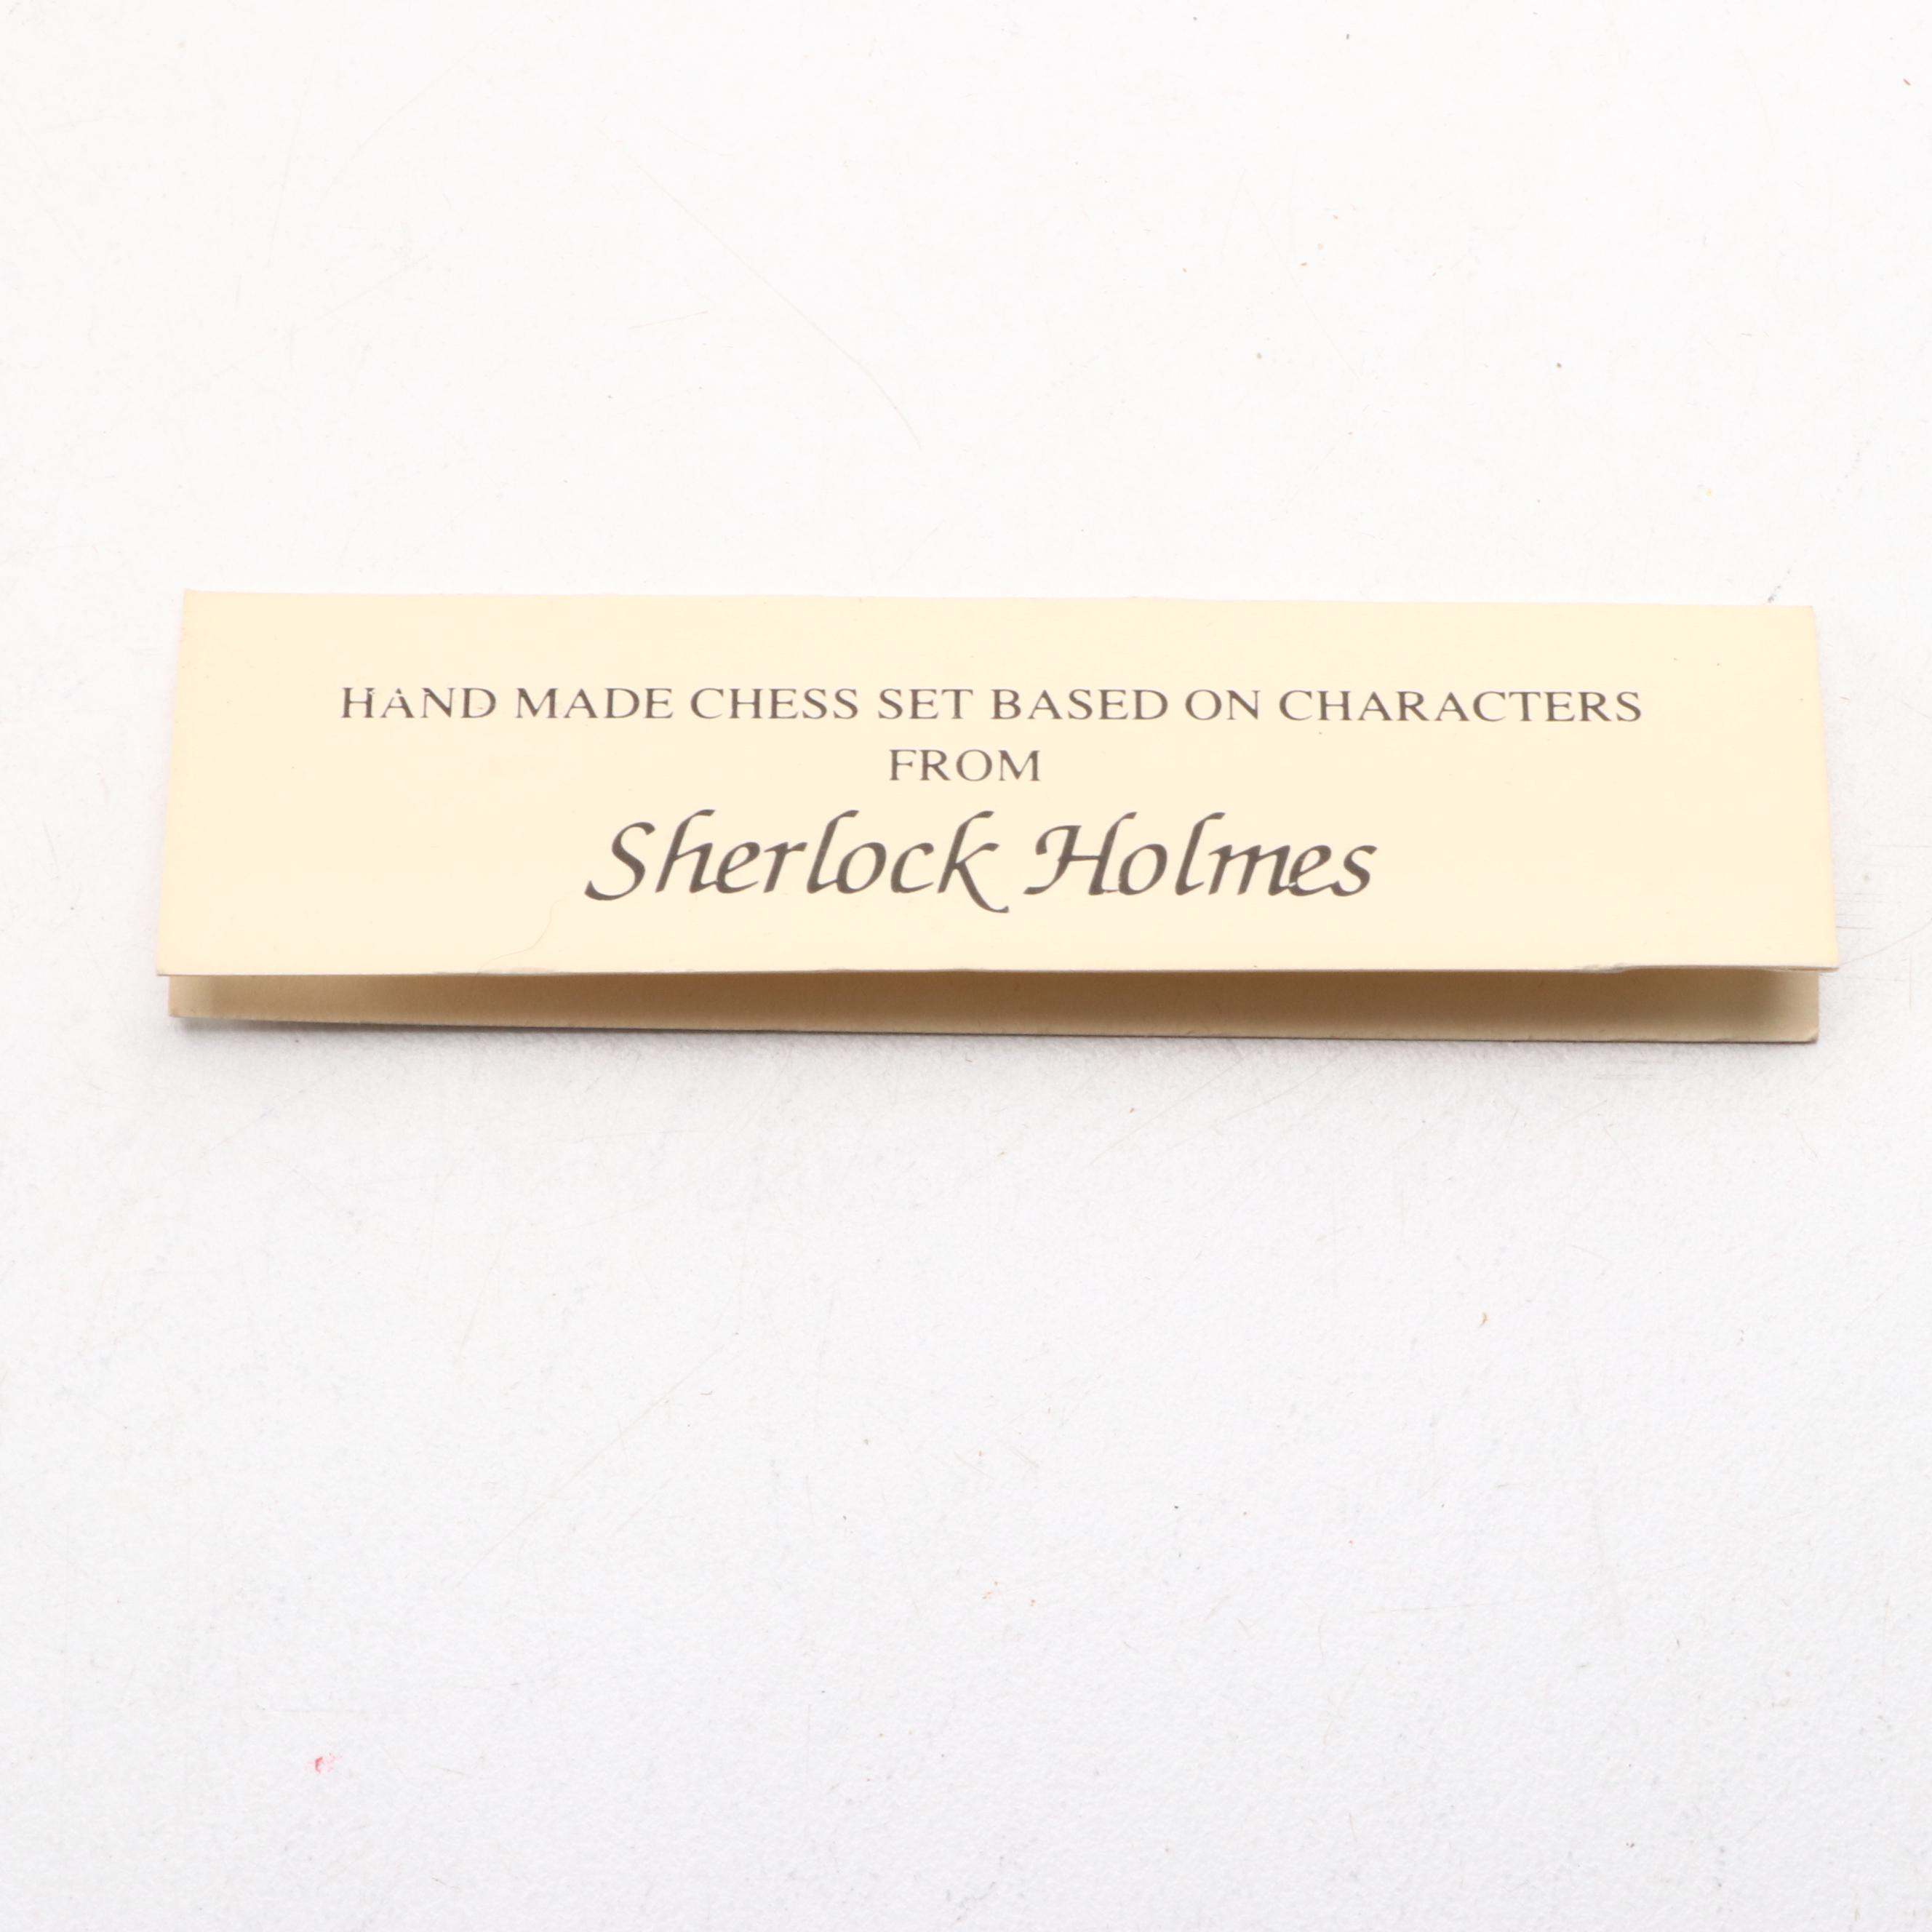 HAND MADE CHESS SET BASED ON CHARACTERS
FROM
Sherlock Holmes